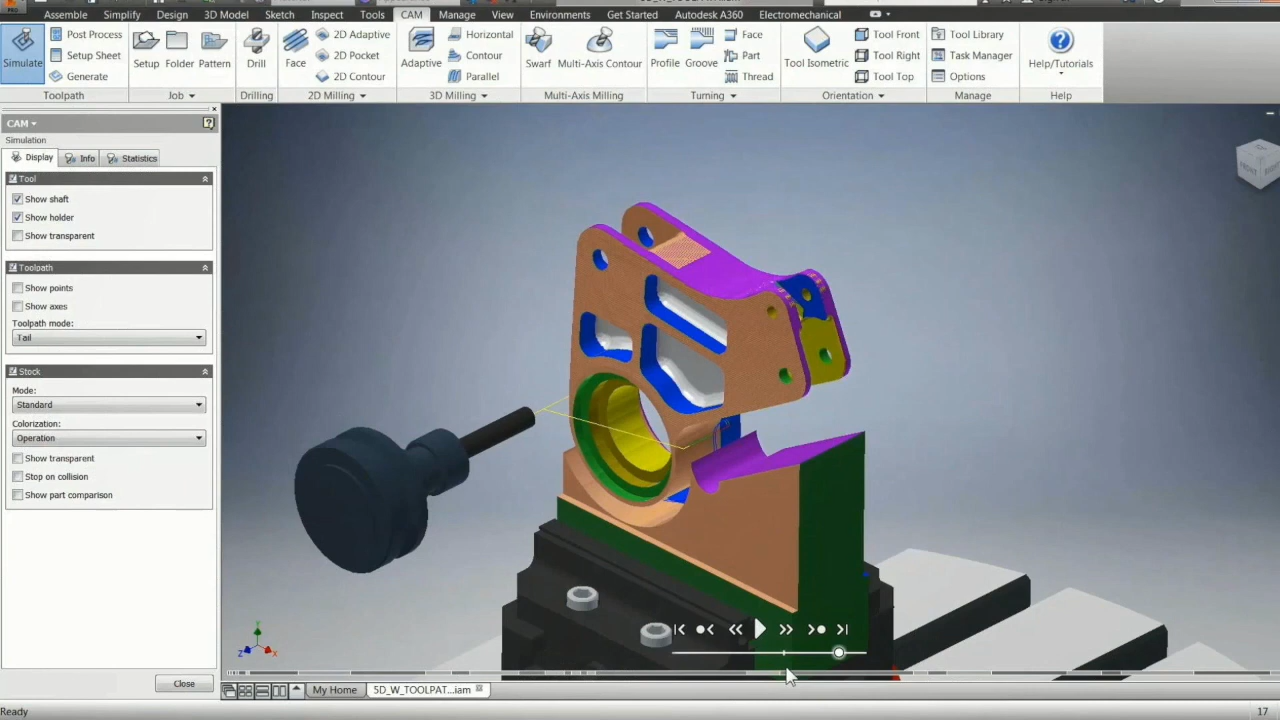 Assemble Simplify Design 3D Model Sketch Inspect Tools CAM Manage View Environments Get Started Autodesk A360 Electromechanical
Simulate
Post Process
Setup Sheet
Generate
Toolpath
Setup Folder Pattern
Job
Drill
Drilling
Face
2D Adaptive
2D Pocket
2D Contour
2D Milling
Adaptive
Horizontal
Contour
Parallel
3D Milling
Swarf Multi-Axis Contour
Multi-Axis Milling
Profile Groove
Face
Part
Thread
Turning
Tool Isometric
Tool Front
Tool Right
Tool Top
Orientation
Tool Library
Task Manager
Options
Manage
Help/Tutorials
Help
CAM
Simulation
Display Info Statistics
Tool
Show shaft
Show holder
Show transparent
Toolpath
Show points
Show axes
Toolpath mode:
Tail
Stock
Mode:
Standard
Colorization:
Operation
Show transparent
Stop on collision
Show part comparison
Close
FRONT
Y
Z X
My Home 5D_W_TOOLPAT...iam
Ready 17